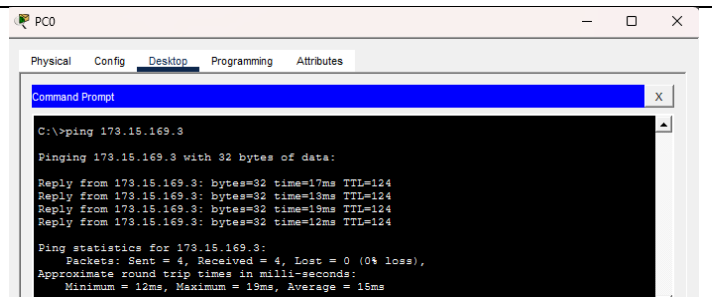 PC0
Physical Config Desktop Programming Attributes
Command Prompt X
C:\>ping 173.15.169.3
Pinging 173.15.169.3 with 32 bytes of data:
Reply from 173.15.169.3: bytes=32 time=17ms TTL=124
Reply from 173.15.169.3: bytes=32 time=13ms TTL=124
Reply from 173.15.169.3: bytes=32 time=19ms TTL=124
Reply from 173.15.169.3: bytes=32 time=12ms TTL=124
Ping statistics for 173.15.169.3:
Packets: Sent = 4, Received = 4, Lost = 0 (0% loss),
Approximate round trip times in milli-seconds:
Minimum = 12ms, Maximum = 19ms, Average = 15ms